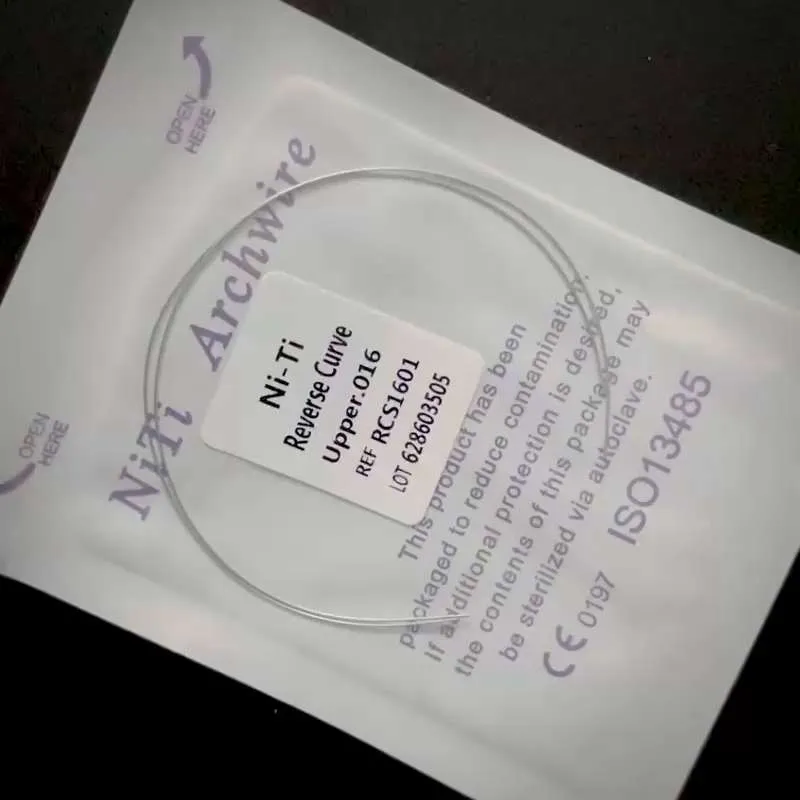 OPEN
HERE
OPEN
HERE
NiTi Archwire
Ni-Ti
Reverse Curve
Upper.016
REF RCS1601
LOT 628603505
This product has been
packaged to reduce contamination.
If additional protection is desired,
the contents of this package may
be sterilized via autoclave.
CE 0197 ISO13485